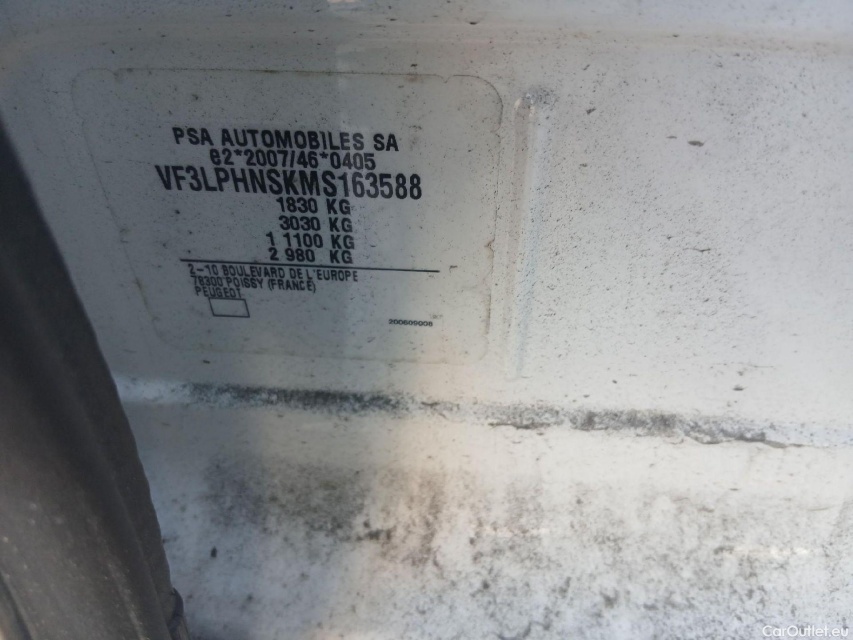 PSA AUTOMOBILES SA
e2*2007/46*0405
VF3LPHNSKMS163588
1830 KG
3030 KG
1 1100 KG
2 980 KG
2-10 BOULEVARD DE L'EUROPE
78300 POISSY (FRANCE)
PEUGEOT
200609006
CarOutlet.eu